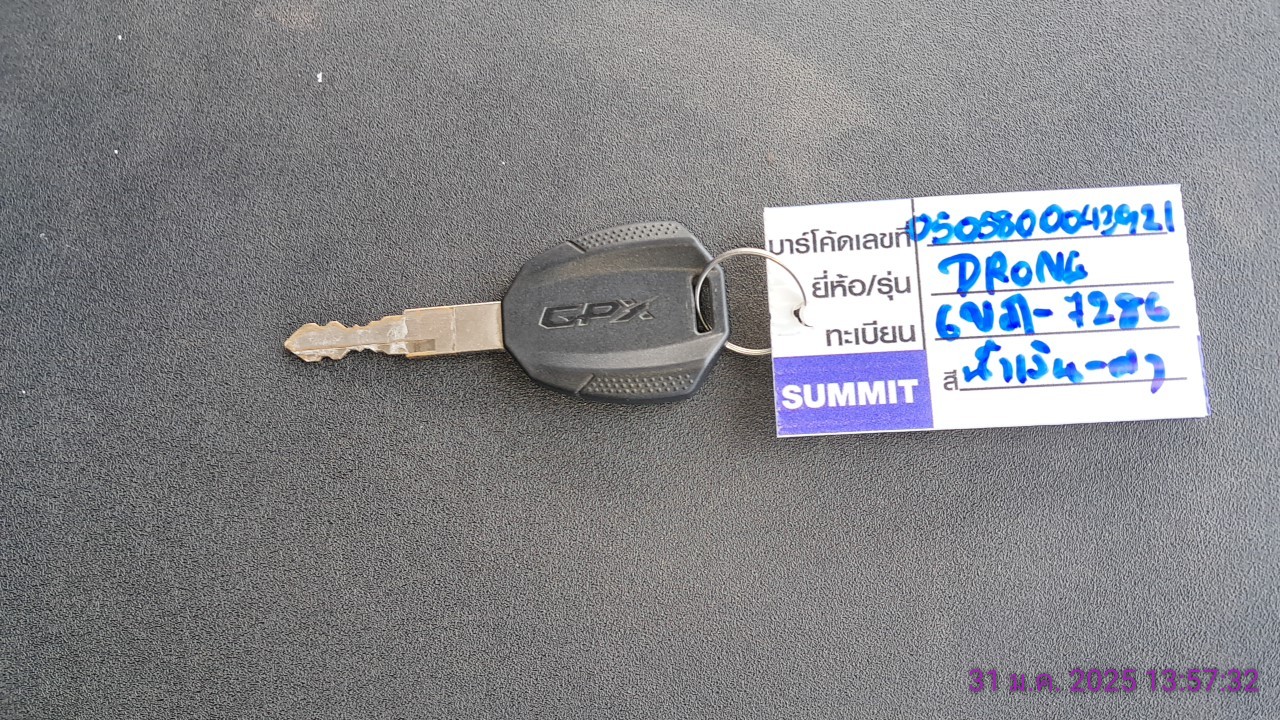 GPX
บาร์โค้ดเลขที่ 0505800043921
ยี่ห้อ/รุ่น DRONE
ทะเบียน 6ขฎ-7286
สี น้ำเงิน-ดำ
SUMMIT
31 ม.ค. 2025 13:57:32